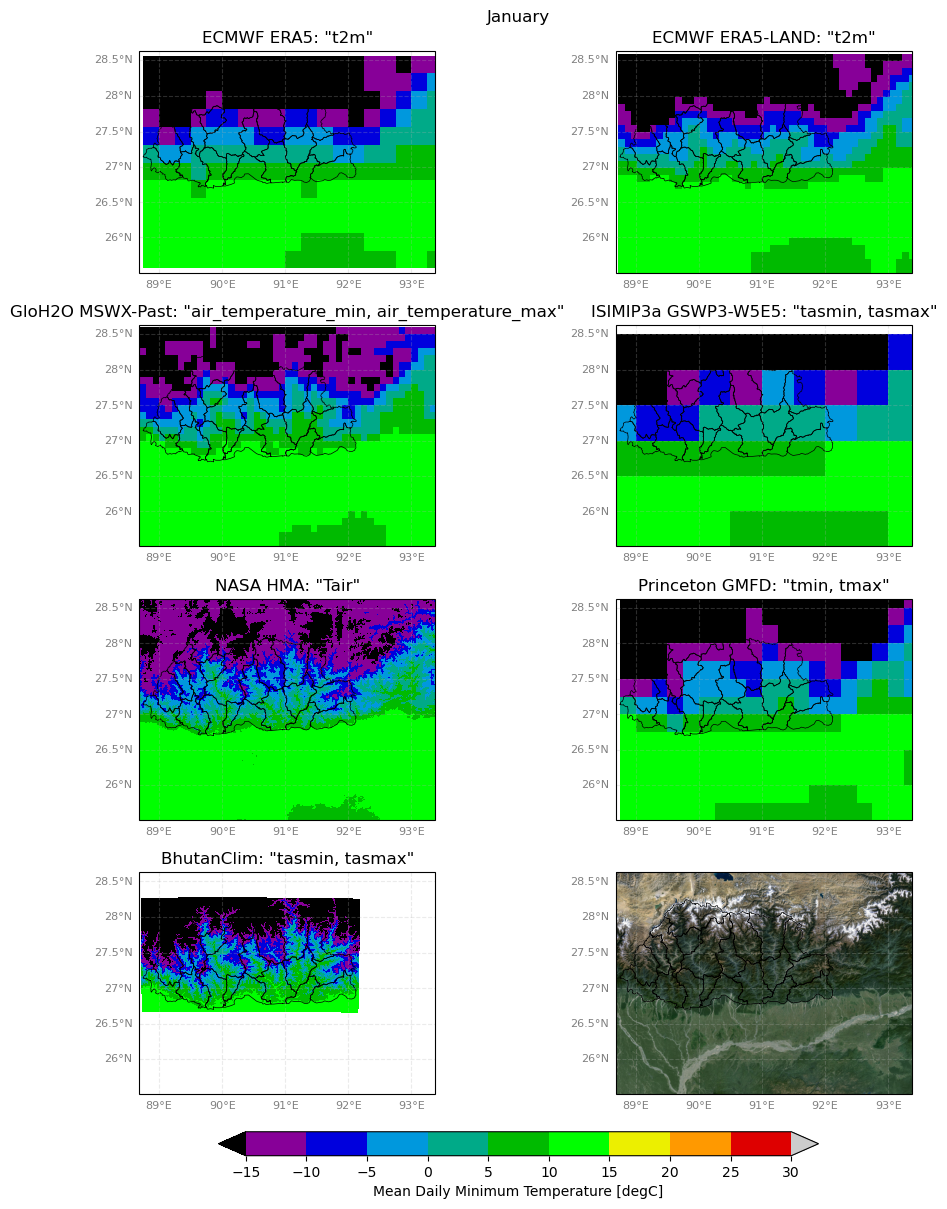 January
ECMWF ERA5: "t2m"
ECMWF ERA5-LAND: "t2m"
28.5°N
28°N
27.5°N
27°N
26.5°N
26°N
89°E 90°E 91°E 92°E 93°E
28.5°N
28°N
27.5°N
27°N
26.5°N
26°N
89°E 90°E 91°E 92°E 93°E
GloH2O MSWX-Past: "air_temperature_min, air_temperature_max"
ISIMIP3a GSWP3-W5E5: "tasmin, tasmax"
28.5°N
28°N
27.5°N
27°N
26.5°N
26°N
89°E 90°E 91°E 92°E 93°E
28.5°N
28°N
27.5°N
27°N
26.5°N
26°N
89°E 90°E 91°E 92°E 93°E
NASA HMA: "Tair"
Princeton GMFD: "tmin, tmax"
28.5°N
28°N
27.5°N
27°N
26.5°N
26°N
89°E 90°E 91°E 92°E 93°E
28.5°N
28°N
27.5°N
27°N
26.5°N
26°N
89°E 90°E 91°E 92°E 93°E
BhutanClim: "tasmin, tasmax"
28.5°N
28°N
27.5°N
27°N
26.5°N
26°N
89°E 90°E 91°E 92°E 93°E
28.5°N
28°N
27.5°N
27°N
26.5°N
26°N
89°E 90°E 91°E 92°E 93°E
−15 −10 −5 0 5 10 15 20 25 30
Mean Daily Minimum Temperature [degC]